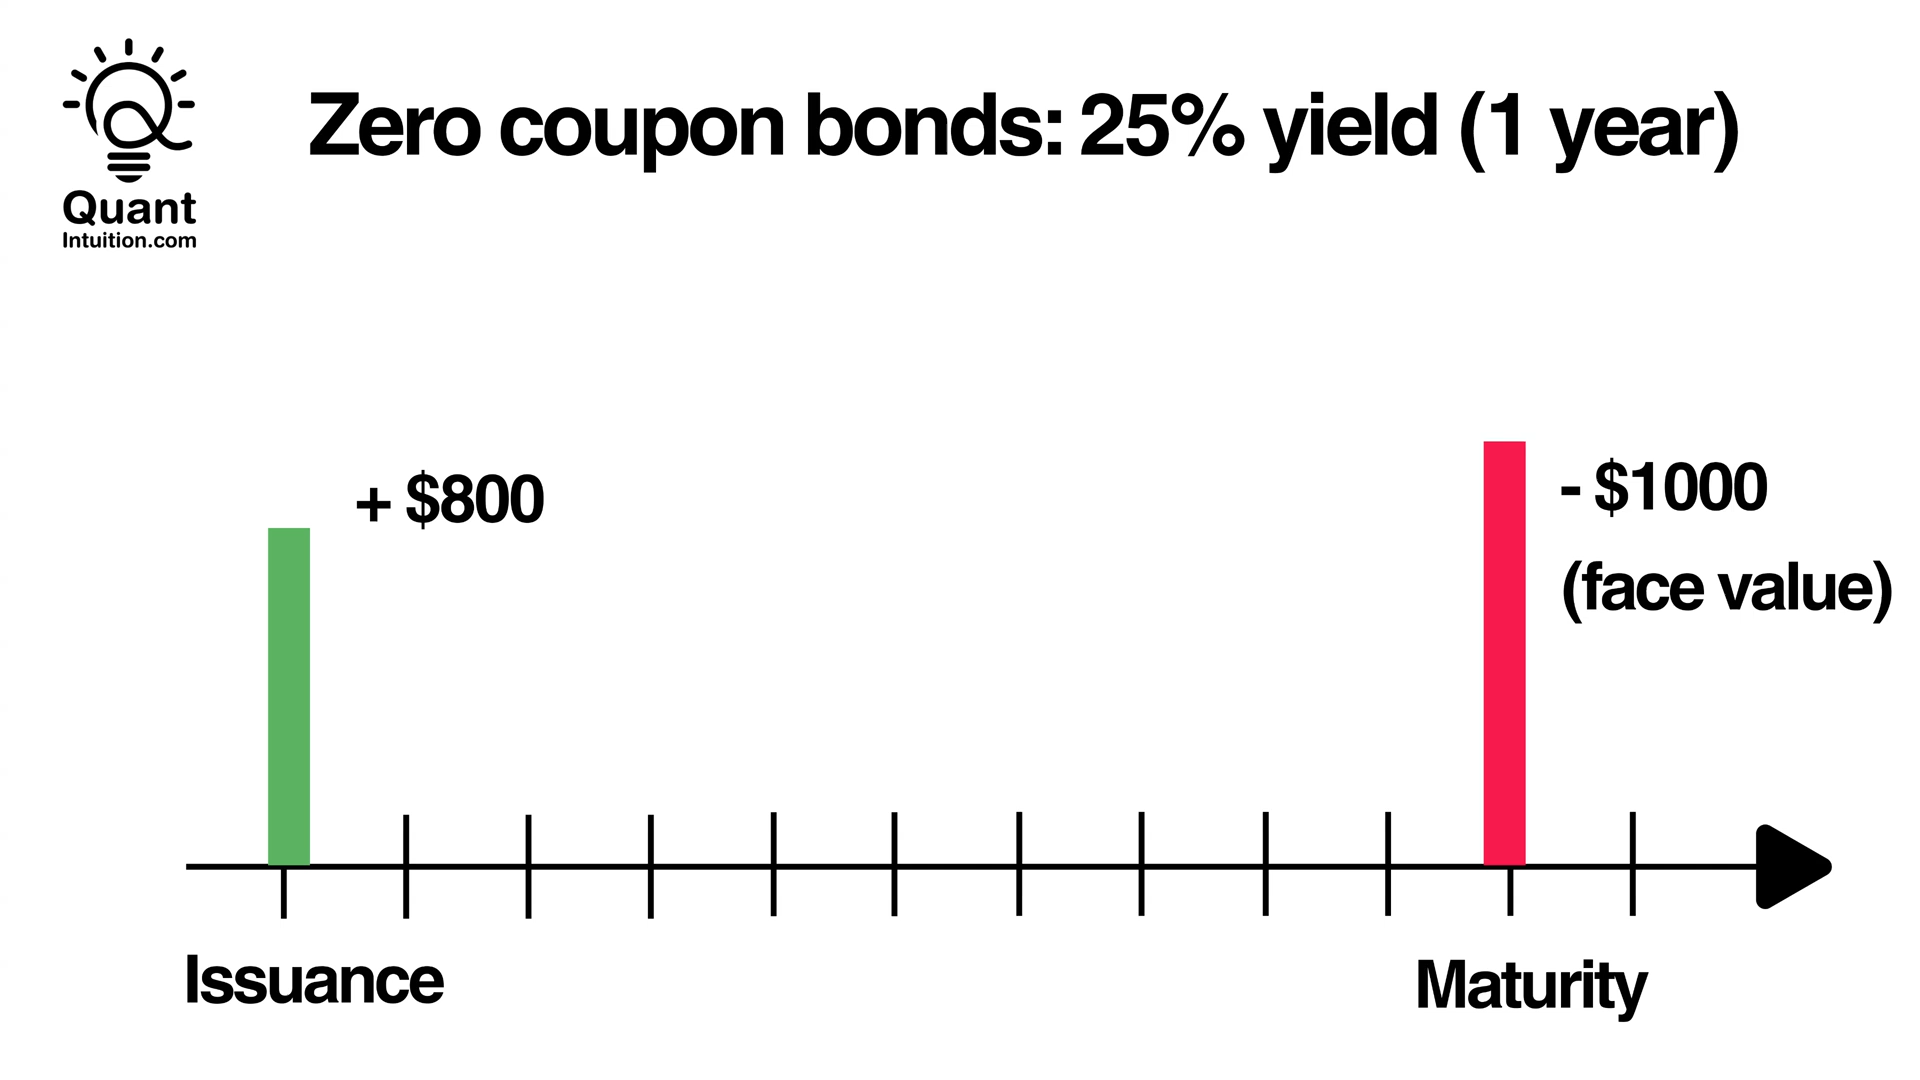 Quant
Intuition.com
Zero coupon bonds: 25% yield (1 year)
+ $800
- $1000
(face value)
Issuance
Maturity